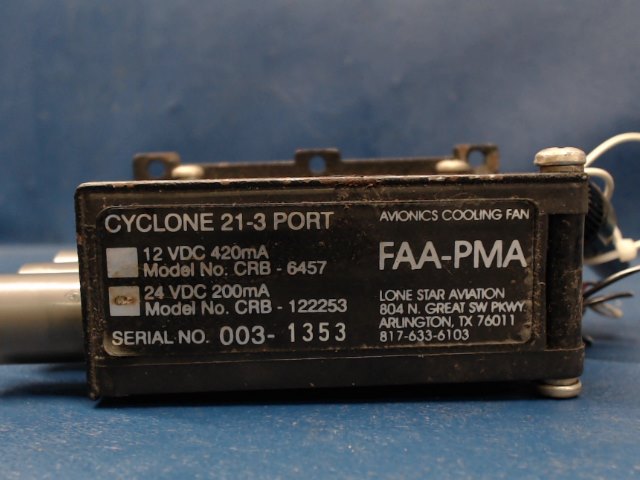 CYCLONE 21-3 PORT
12 VDC 420mA
Model No. CRB - 6457
24 VDC 200mA
Model No. CRB - 122253
SERIAL NO. 003-1353
AVIONICS COOLING FAN
FAA-PMA
LONE STAR AVIATION
804 N. GREAT SW PKWY
ARLINGTON, TX 76011
817-633-6103